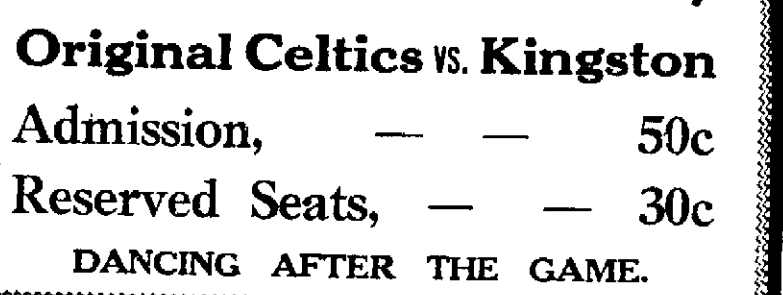 Original Celtics vs. Kingston
Admission, — — 50c
Reserved Seats, — — 30c
DANCING AFTER THE GAME.